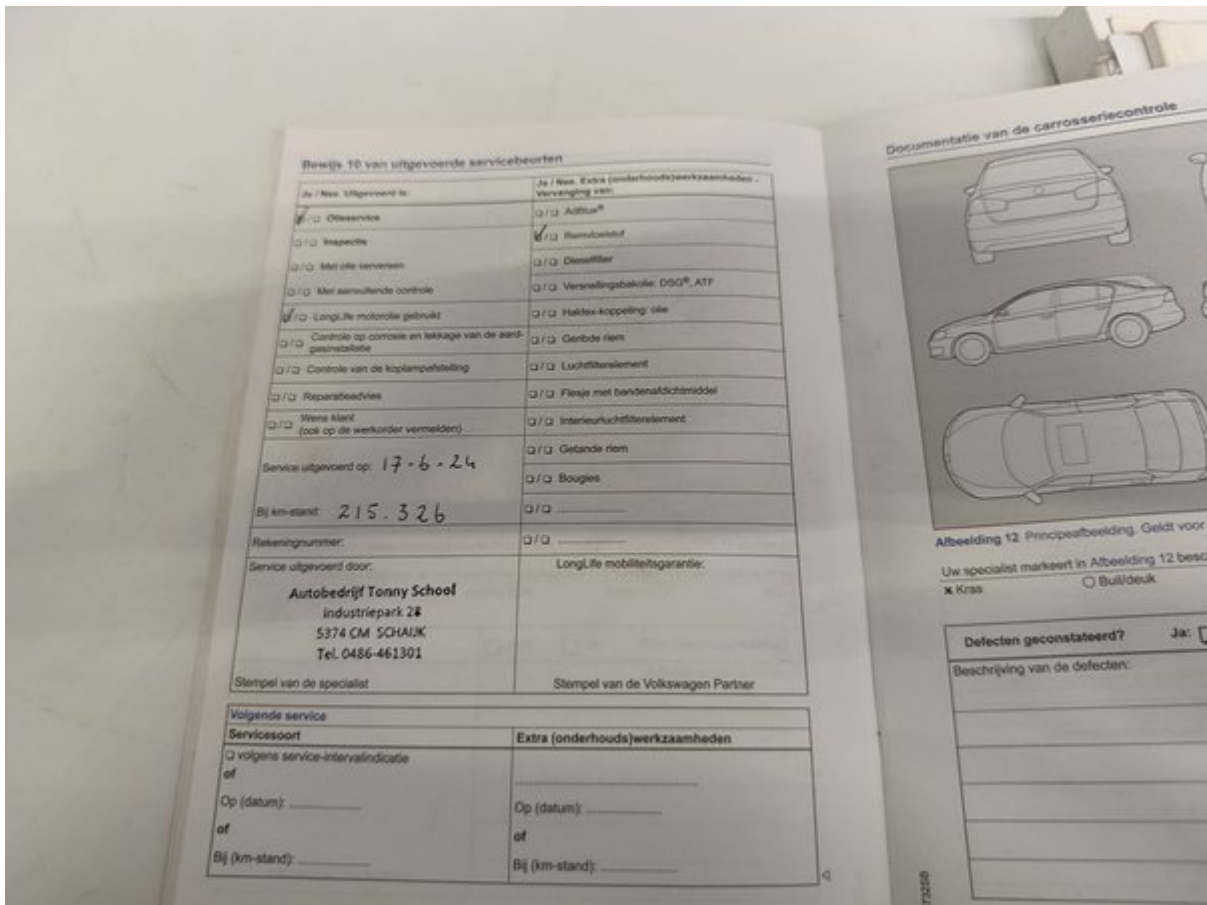 Bewijs 10 van uitgevoerde servicebeurten
Ja / Nee. Uitgevoerd is:
☑/❑ Olieservice
❑/❑ Inspectie
❑/❑ Met olie verversen
❑/❑ Met aanvullende controle
☑/❑ LongLife motorolie gebruikt
❑/❑ Controle op corrosie en lekkage van de aard-
gasinstallatie
❑/❑ Controle van de koplampafstelling
❑/❑ Reparatieadvies
❑/❑ Wens klant
(ook op de werkorder vermelden)
Service uitgevoerd op: 17-6-24
Bij km-stand: 215.326
Rekeningnummer:
Service uitgevoerd door:
Autobedrijf Tonny School
Industriepark 28
5374 CM SCHAIJK
Tel. 0486-461301
Stempel van de specialist
Ja / Nee. Extra (onderhouds)werkzaamheden -
Vervanging van:
❑/❑ AdBlue®
☑/❑ Remvloeistof
❑/❑ Dieselfilter
❑/❑ Versnellingsbakolie: DSG®, ATF
❑/❑ Haldex-koppeling: olie
❑/❑ Geribde riem
❑/❑ Luchtfilterelement
❑/❑ Flesje met bandenafdichtmiddel
❑/❑ Interieurluchtfilterelement
❑/❑ Getande riem
❑/❑ Bougies
❑/❑ ....................
❑/❑ ....................
LongLife mobiliteitsgarantie:
Stempel van de Volkswagen Partner
Volgende service
Servicesoort
❑ volgens service-intervalindicatie
of
Op (datum): ....................
of
Bij (km-stand): ....................
Extra (onderhouds)werkzaamheden
....................
Op (datum): ....................
of
Bij (km-stand): ....................
Documentatie van de carrosseriecontrole
Afbeelding 12 Principeafbeelding. Geldt voor
Uw specialist markeert in Afbeelding 12
× Kras
○ Buil/deuk
Defecten geconstateerd? Ja: ❑
Beschrijving van de defecten: